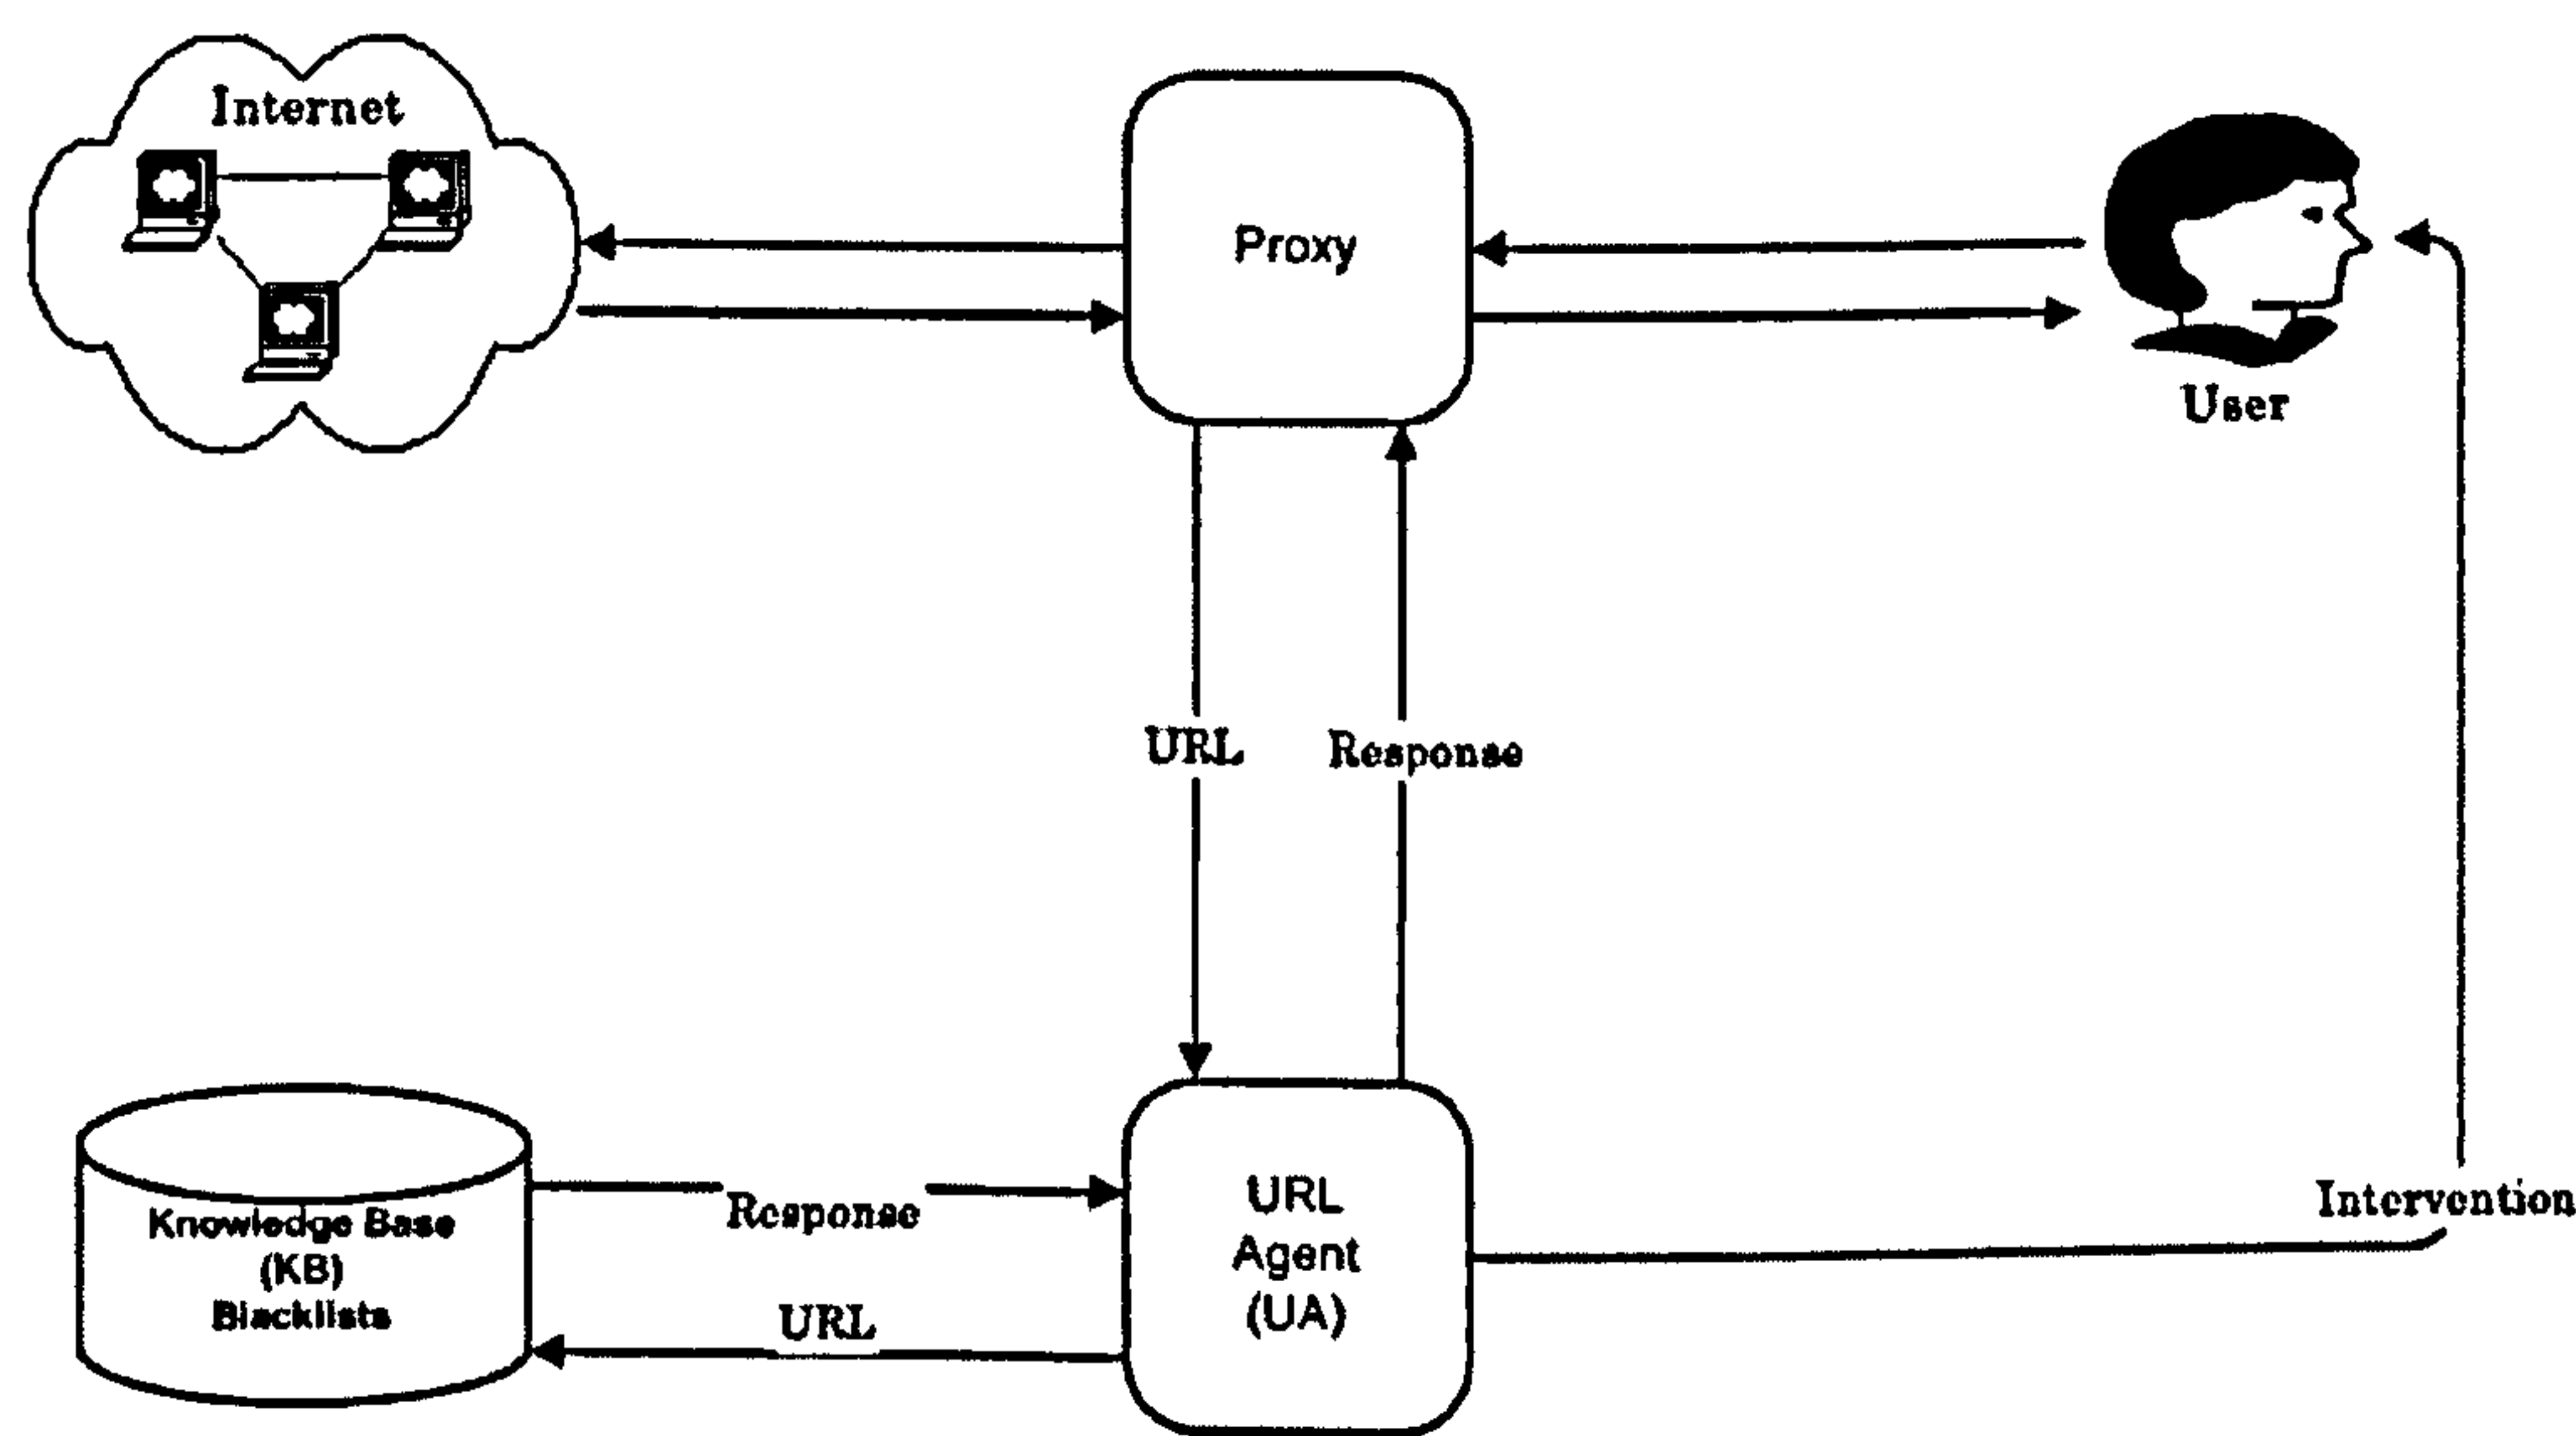 Internet
Proxy
User
URL
Response
Knowledge Base
(KB)
Blacklists
Response
URL
URL
Agent
(UA)
Intervention